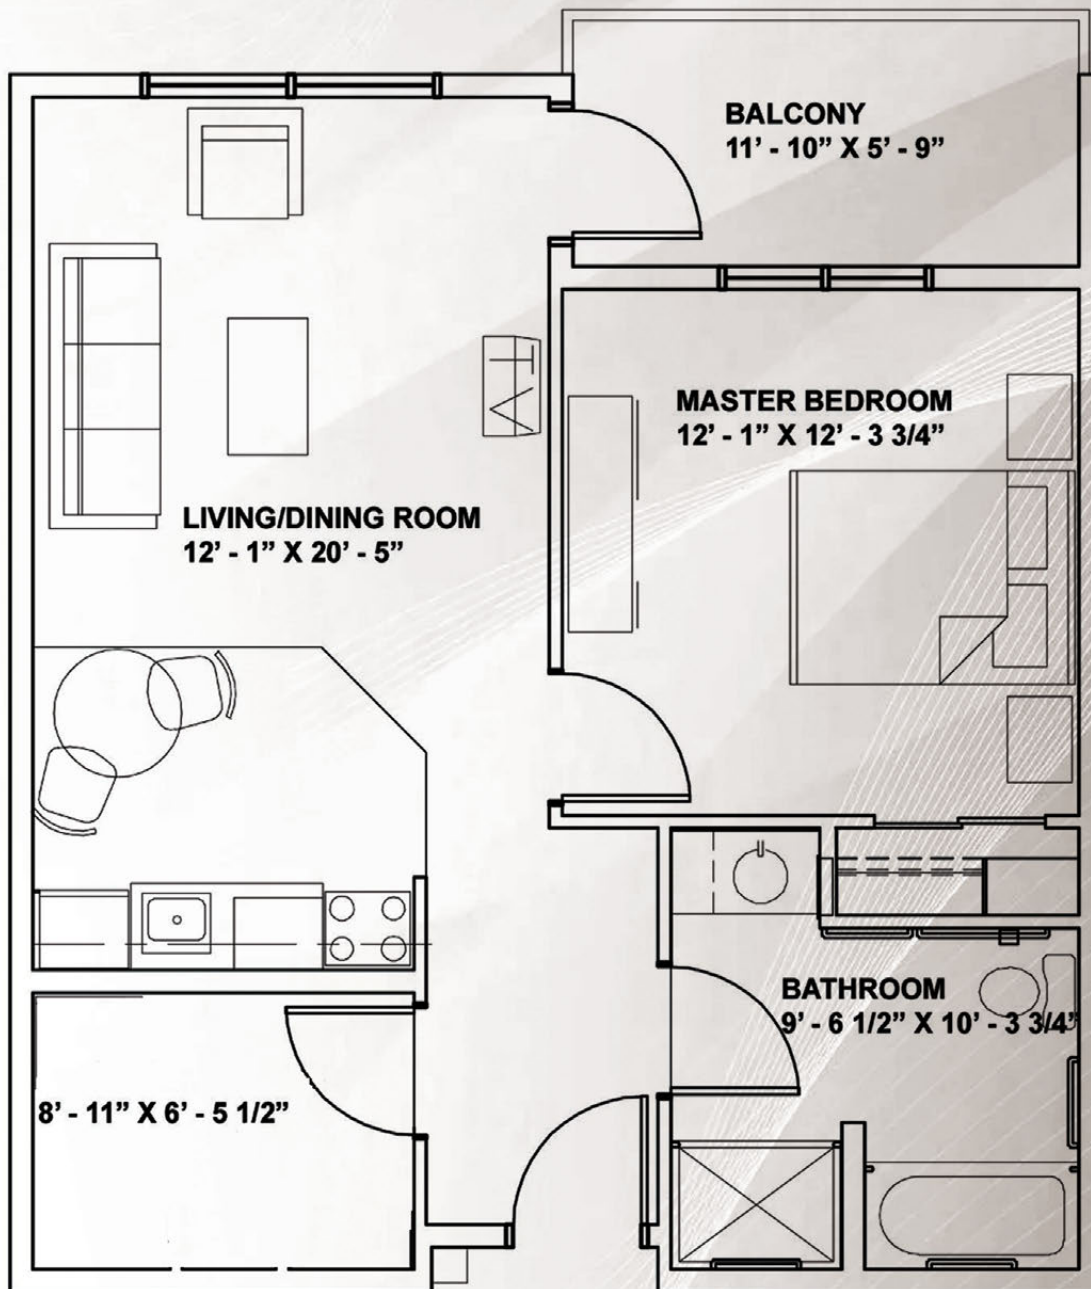 BALCONY
11’ - 10” X 5’ - 9”
MASTER BEDROOM
12’ - 1” X 12’ - 3 3/4”
TV
LIVING/DINING ROOM
12’ - 1” X 20’ - 5”
BATHROOM
9’ - 6 1/2” X 10’ - 3 3/4”
8’ - 11” X 6’ - 5 1/2”